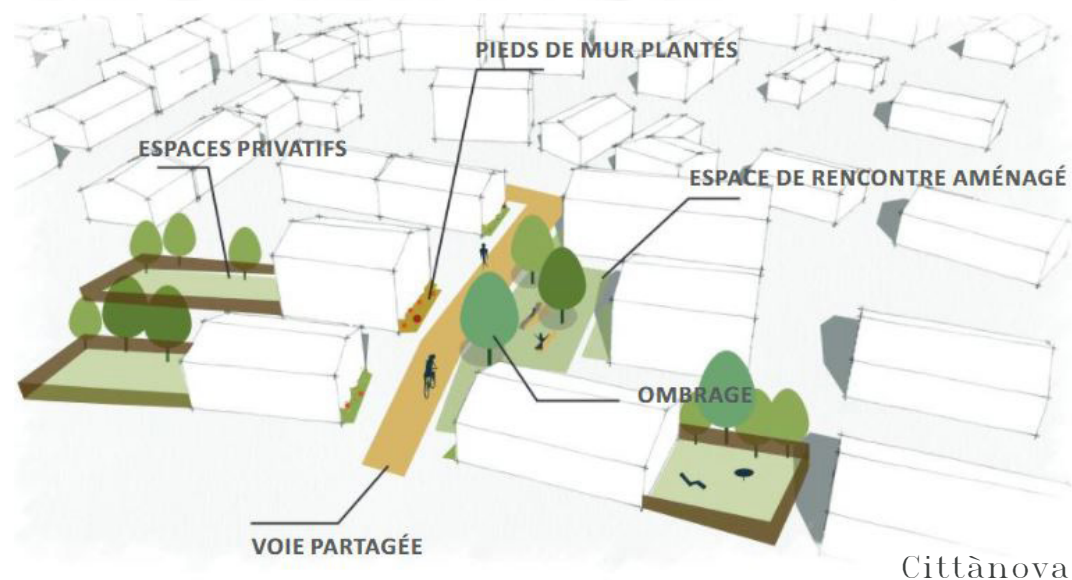 PIEDS DE MUR PLANTÉS
ESPACES PRIVATIFS
ESPACE DE RENCONTRE AMÉNAGÉ
OMBRAGE
VOIE PARTAGÉE
Cittànova